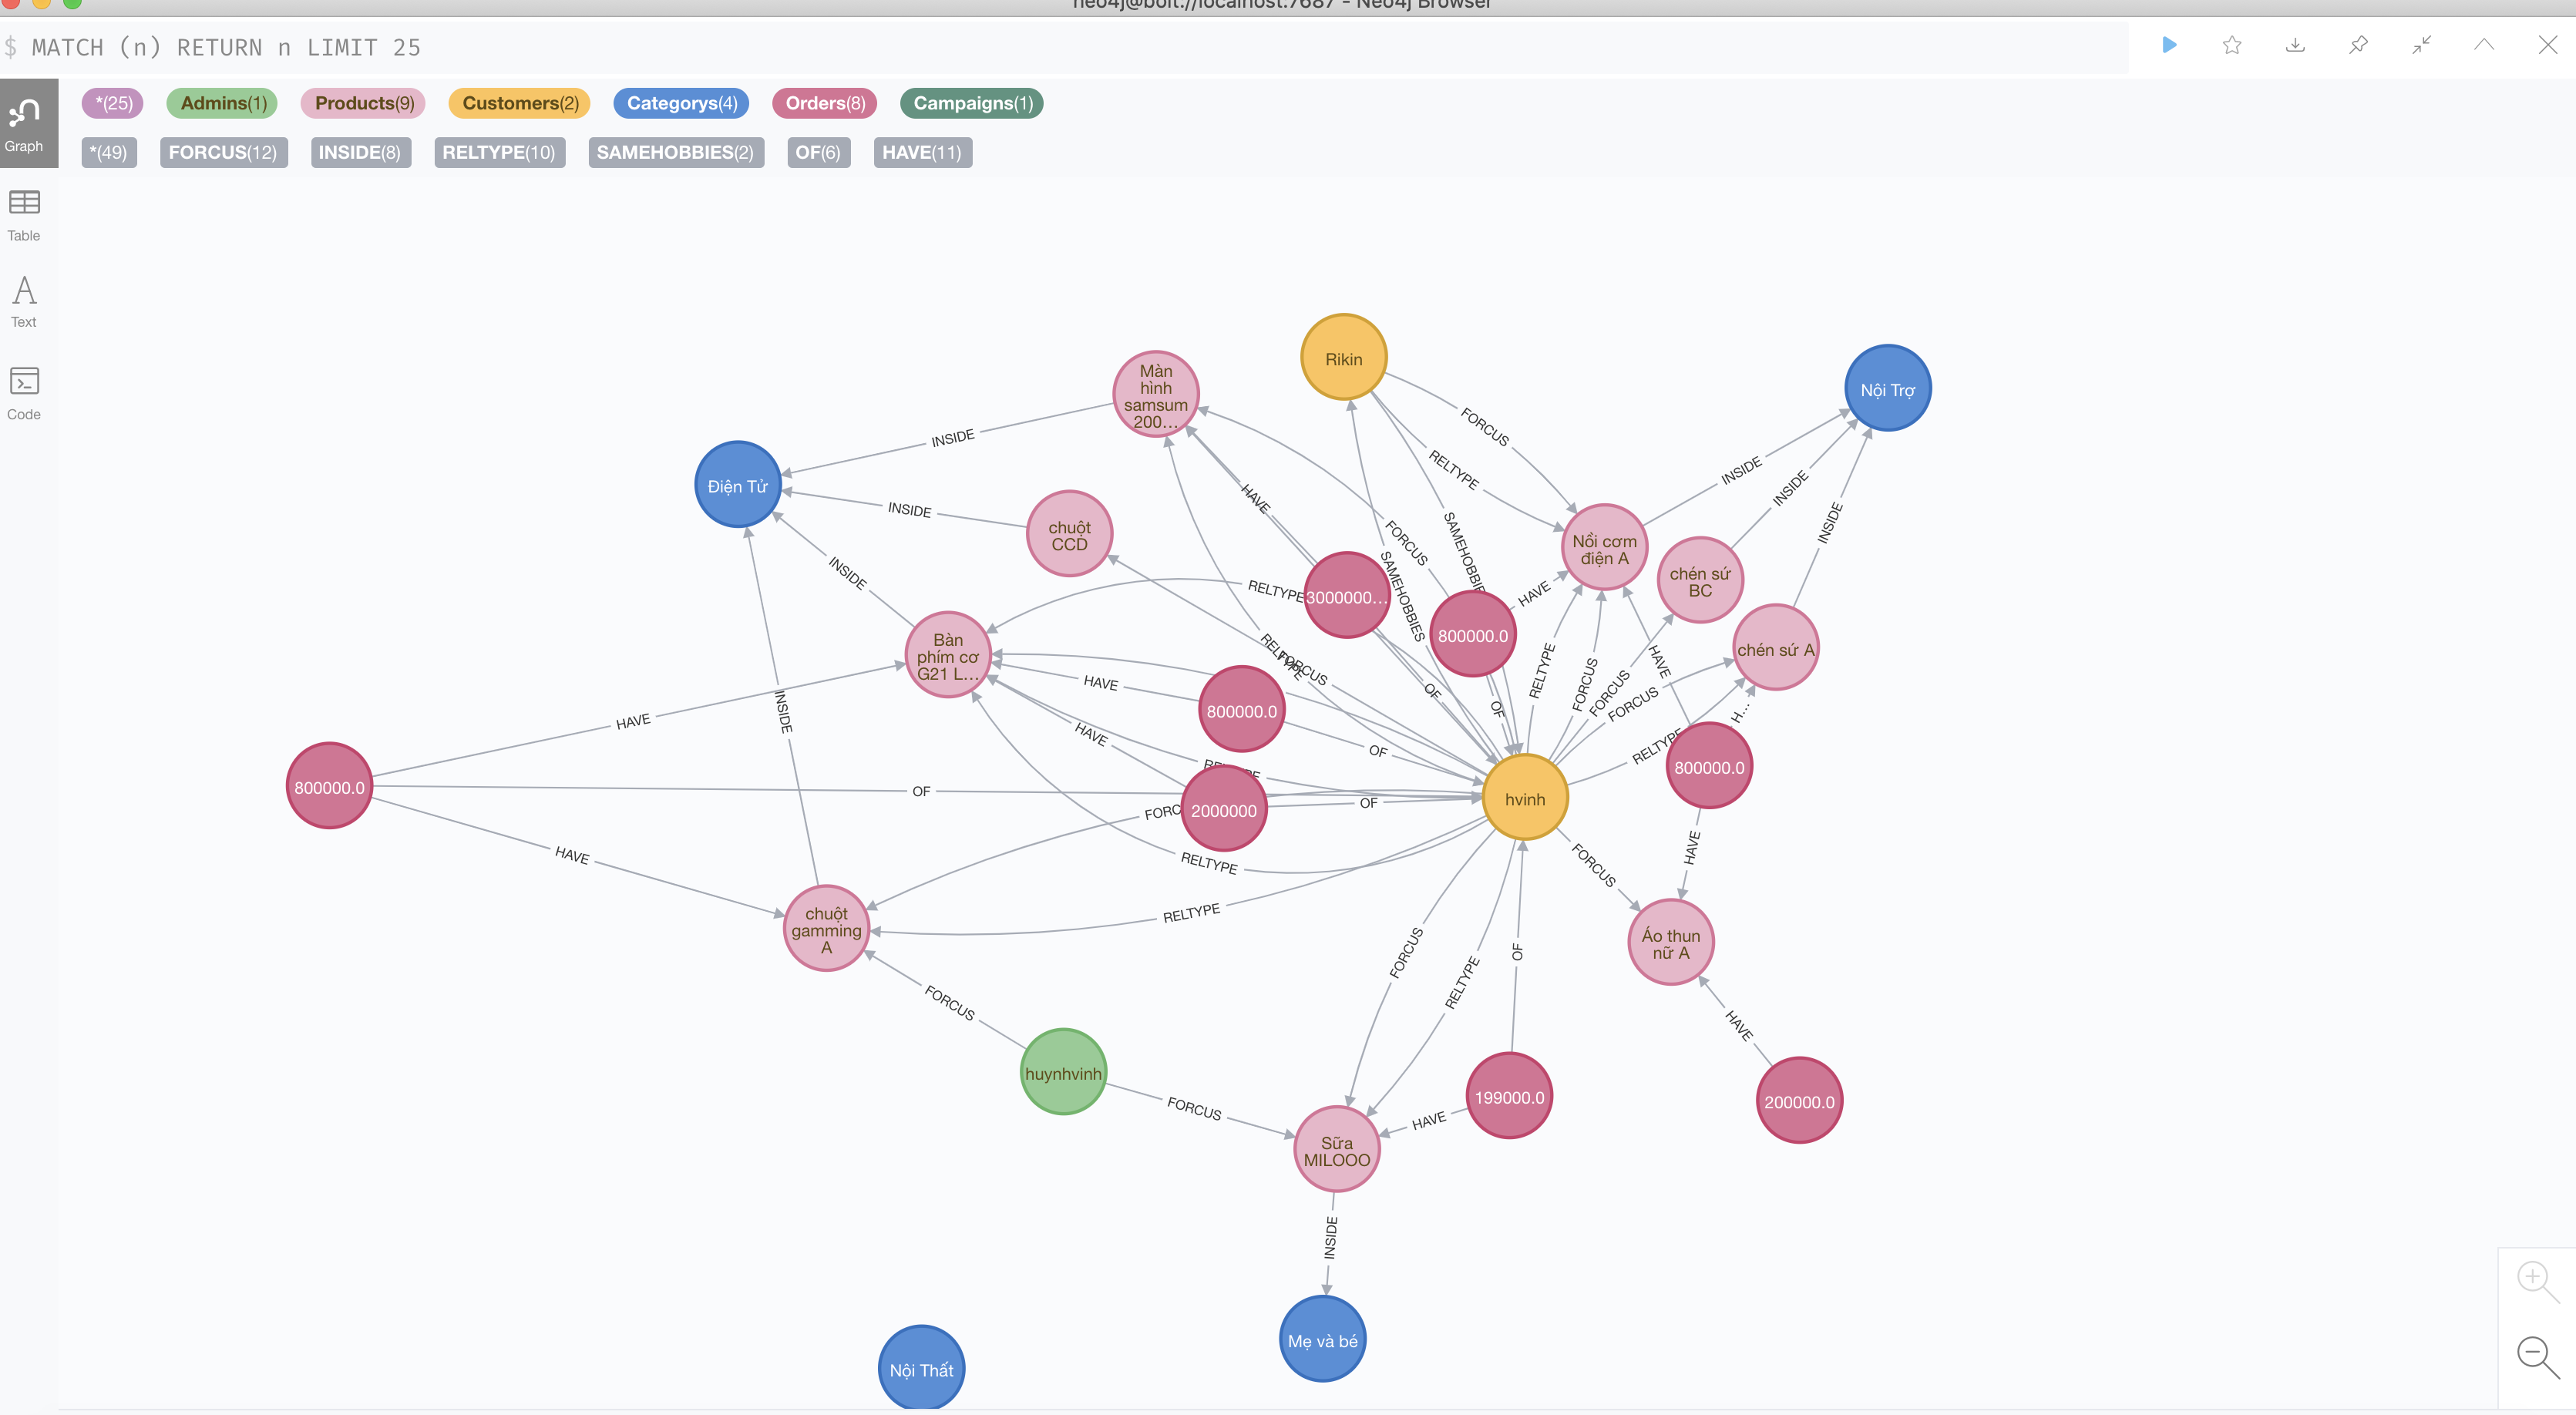 neo4j@bolt://localhost:7687 - Neo4j Browser
$ MATCH (n) RETURN n LIMIT 25
*(25) Admins(1) Products(9) Customers(2) Categorys(4) Orders(8) Campaigns(1)
*(49) FORCUS(12) INSIDE(8) RELTYPE(10) SAMEHOBBIES(2) OF(6) HAVE(11)
Graph
Table
Text
Code
Rikin
Màn
hình
samsum
200...
Nội Trợ
FORCUS
INSIDE
RELTYPE
INSIDE
INSIDE
Điện Tử
HAVE
INSIDE
INSIDE
chuột
CCD
FORCUS
SAMEHOBBIE
Nồi cơm
điện A
INSIDE
chén sứ
BC
RELTYPE
3000000...
SAMEHOBBIES
HAVE
800000.0
Bàn
phím cơ
G21 L...
RELTYPE
FORCUS
chén sứ A
HAVE
RELTYPE
FORCUS
FORCUS
FORCUS
HAVE
OF
OF
H...
INSIDE
800000.0
HAVE
HAVE
OF
RELTYPE
800000.0
800000.0
OF
hvinh
FORC
2000000
OF
HAVE
HAVE
RELTYPE
FORCUS
chuột
gamming
A
RELTYPE
FORCUS
OF
Áo thun
nữ A
RELTYPE
FORCUS
HAVE
huynhvinh
FORCUS
199000.0
HAVE
200000.0
Sữa
MILOOO
INSIDE
Mẹ và bé
Nội Thất